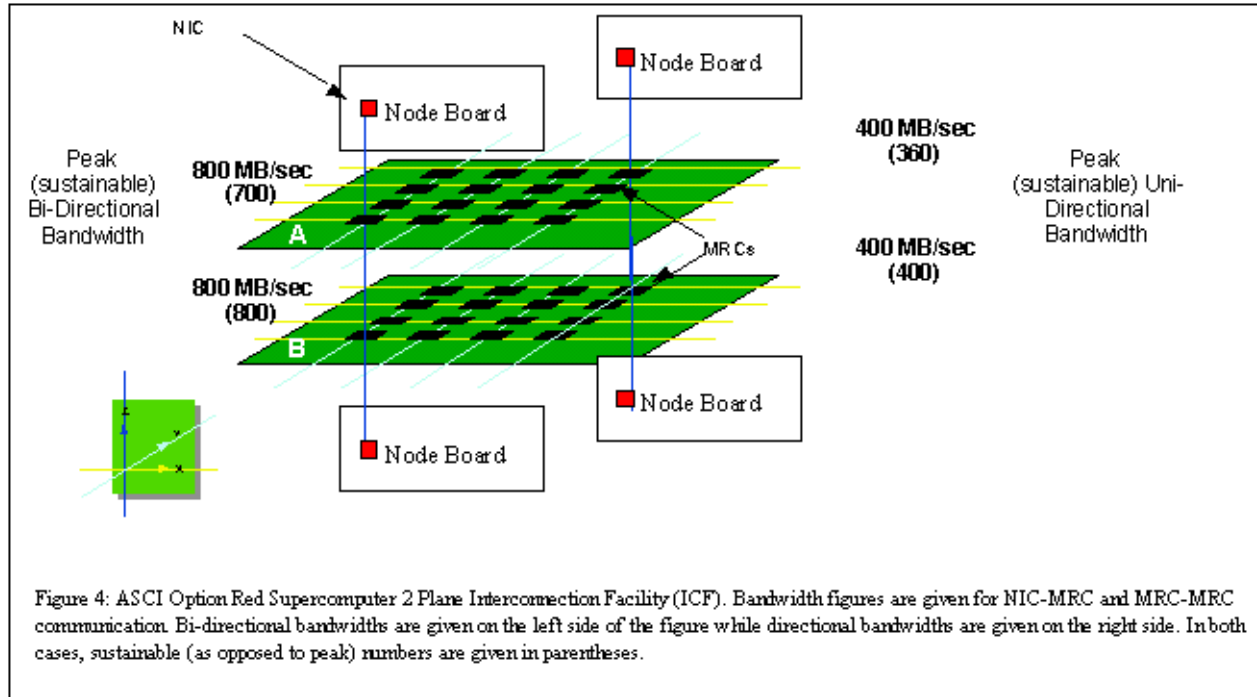 NIC
Node Board
Node Board
Peak
(sustainable)
Bi-Directional
Bandwidth
800 MB/sec
(700)
400 MB/sec
(360)
Peak
(sustainable) Uni-
Directional
Bandwidth
A
MRCs
800 MB/sec
(800)
400 MB/sec
(400)
B
Node Board
Node Board
Z
Y
X
Figure 4: ASCI Option Red Supercomputer 2 Plane Interconnection Facility (ICF). Bandwidth figures are given for NIC-MRC and MRC-MRC
communication. Bi-directional bandwidths are given on the left side of the figure while directional bandwidths are given on the right side. In both
cases, sustainable (as opposed to peak) numbers are given in parentheses.